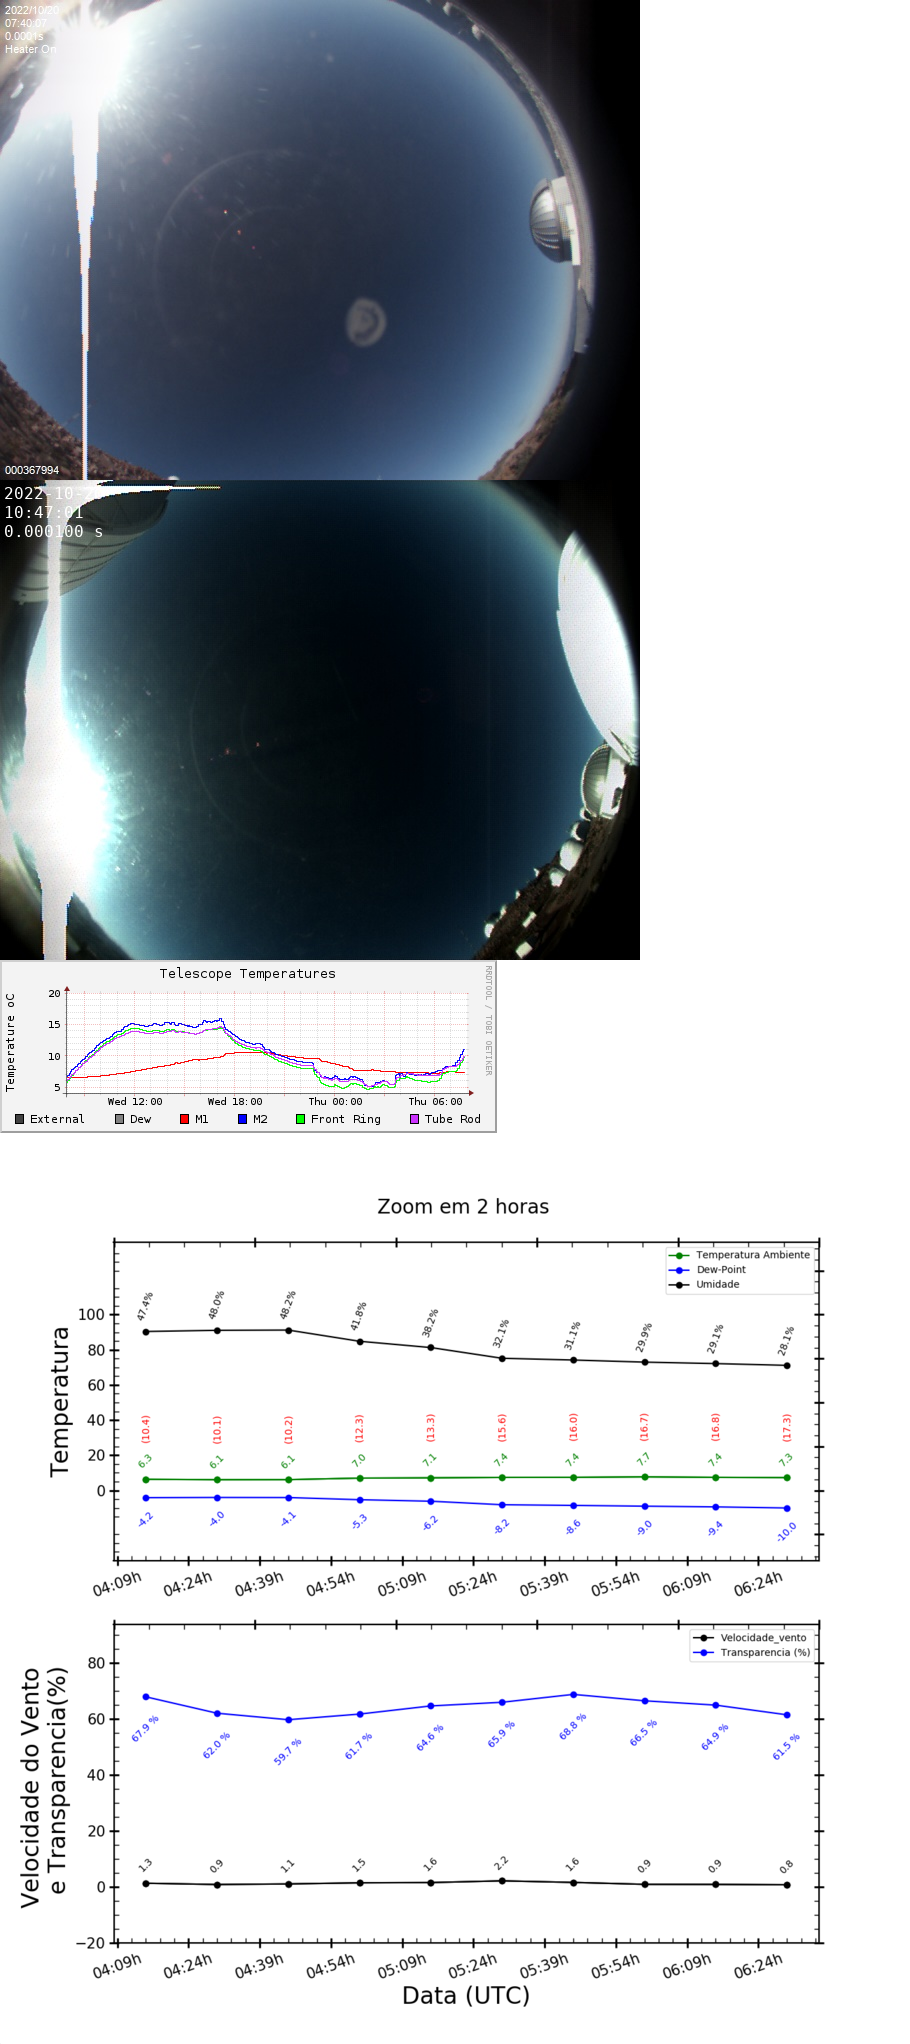 2022/10/20
07:40:07
0.0001s
Heater On
000367994
2022-10-2
10:47:01
0.000100 s
Telescope Temperatures
RRDTOOL / TOBI OETIKER
Temperature oC
20
15
10
5
Wed 12:00 Wed 18:00 Thu 00:00 Thu 06:00
External Dew M1 M2 Front Ring Tube Rod
Zoom em 2 horas
Temperatura Ambiente
Dew-Point
Umidade
Temperatura
100
80
60
40
20
0
47.4% 48.0% 48.2% 41.8% 38.2% 32.1% 31.1% 29.9% 29.1% 28.1%
(10.4) (10.1) (10.2) (12.3) (13.3) (15.6) (16.0) (16.7) (16.8) (17.3)
6.3 6.1 6.1 7.0 7.1 7.4 7.4 7.7 7.4 7.3
-4.2 -4.0 -4.1 -5.3 -6.2 -8.2 -8.6 -9.0 -9.4 -10.0
04:09h 04:24h 04:39h 04:54h 05:09h 05:24h 05:39h 05:54h 06:09h 06:24h
Velocidade_vento
Transparencia (%)
Velocidade do Vento
e Transparencia(%)
80
60
40
20
0
−20
67.9 % 62.0 % 59.7 % 61.7 % 64.6 % 65.9 % 68.8 % 66.5 % 64.9 % 61.5 %
1.3 0.9 1.1 1.5 1.6 2.2 1.6 0.9 0.9 0.8
04:09h 04:24h 04:39h 04:54h 05:09h 05:24h 05:39h 05:54h 06:09h 06:24h
Data (UTC)